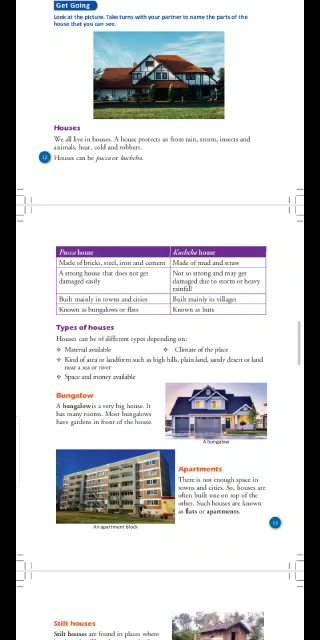 Get Going
Look at the picture. Take turns with your partner to name the parts of the
house that you can see.
Houses
We all live in houses. A house protects us from rain, storm, insects and
animals, heat, cold and robbers.
12
Houses can be pucca or kuchcha.
Pucca house
Kuchcha house
Made of bricks, steel, iron and cement
Made of mud and straw
A strong house that does not get
damaged easily
Not so strong and may get
damaged due to storm or heavy
rainfall
Built mainly in towns and cities
Built mainly in villages
Known as bungalows or flats
Known as huts
Types of houses
Houses can be of different types depending on:
❖ Material available
❖ Climate of the place
❖ Kind of area or landform such as high hills, plain land, sandy desert or land
near a sea or river
❖ Space and money available
Bungalow
A bungalow is a very big house. It
has many rooms. Most bungalows
have gardens in front of the house.
A bungalow
Apartments
There is not enough space in
towns and cities. So, houses are
often built one on top of the
other. Such houses are known
as flats or apartments.
An apartment block
13
Stilt houses
Stilt houses are found in places where